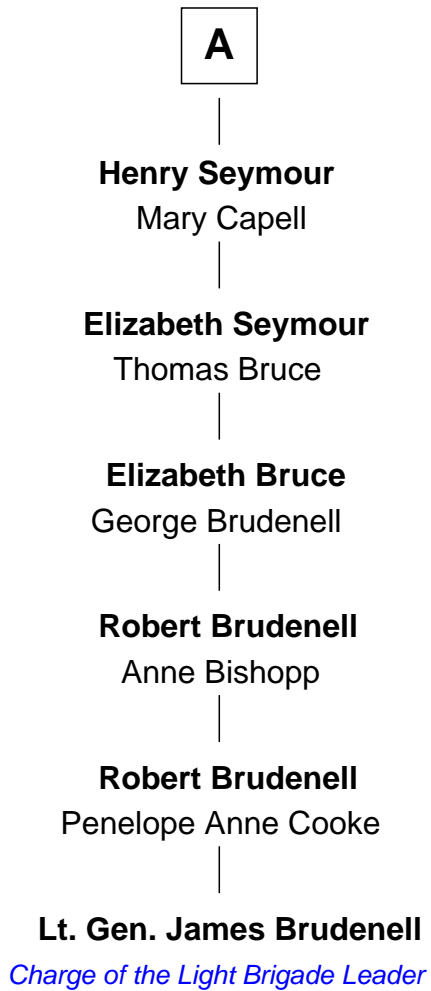 A
Henry Seymour
Mary Capell
Elizabeth Seymour
Thomas Bruce
Elizabeth Bruce
George Brudenell
Robert Brudenell
Anne Bishopp
Robert Brudenell
Penelope Anne Cooke
Lt. Gen. James Brudenell
Charge of the Light Brigade Leader